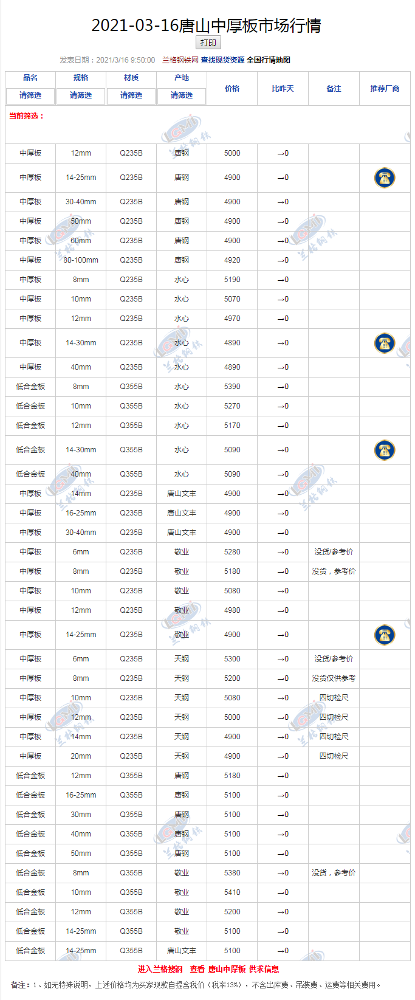 2021-03-16唐山中厚板市场行情
打印
发表日期：2021/3/16 9:50:00 兰格钢铁网 查找现货资源 全国行情地图
品名 规格 材质 产地 价格 比昨天 备注 推荐厂商
请筛选 请筛选 请筛选 请筛选
当前筛选：
中厚板 12mm Q235B 唐钢 5000 →0
中厚板 14-25mm Q235B 唐钢 4900 →0
中厚板 30-40mm Q235B 唐钢 4900 →0
中厚板 50mm Q235B 唐钢 4900 →0
中厚板 60mm Q235B 唐钢 4900 →0
中厚板 80-100mm Q235B 唐钢 4920 →0
中厚板 8mm Q235B 水心 5190 →0
中厚板 10mm Q235B 水心 5070 →0
中厚板 12mm Q235B 水心 4970 →0
中厚板 14-30mm Q235B 水心 4890 →0
中厚板 40mm Q235B 水心 4890 →0
低合金板 8mm Q355B 水心 5390 →0
低合金板 10mm Q355B 水心 5270 →0
低合金板 12mm Q355B 水心 5170 →0
低合金板 14-30mm Q355B 水心 5090 →0
低合金板 40mm Q355B 水心 5090 →0
中厚板 14mm Q235B 唐山文丰 4900 →0
中厚板 16-25mm Q235B 唐山文丰 4900 →0
中厚板 30-40mm Q235B 唐山文丰 4900 →0
中厚板 6mm Q235B 敬业 5280 →0 没货/参考价
中厚板 8mm Q235B 敬业 5180 →0 没货，参考价
中厚板 10mm Q235B 敬业 5080 →0
中厚板 12mm Q235B 敬业 4980 →0
中厚板 14-25mm Q235B 敬业 4900 →0
中厚板 6mm Q235B 天钢 5300 →0 没货/参考价
中厚板 8mm Q235B 天钢 5200 →0 没货仅供参考
中厚板 10mm Q235B 天钢 5080 →0 四切检尺
中厚板 12mm Q235B 天钢 5000 →0 四切检尺
中厚板 14mm Q235B 天钢 4900 →0 四切检尺
中厚板 20mm Q235B 天钢 4900 →0 四切检尺
低合金板 12mm Q355B 唐钢 5180 →0
低合金板 16-25mm Q355B 唐钢 5100 →0
低合金板 30mm Q355B 唐钢 5100 →0
低合金板 40mm Q355B 唐钢 5100 →0
低合金板 50mm Q355B 唐钢 5100 →0
低合金板 8mm Q355B 敬业 5380 →0 没货，参考价
低合金板 10mm Q355B 敬业 5410 →0
低合金板 12mm Q355B 敬业 5200 →0
低合金板 14-25mm Q355B 敬业 5100 →0
低合金板 14-25mm Q355B 唐山文丰 5100 →0
进入兰格搜钢 查看 唐山中厚板 供求信息
备注：1、如无特殊说明，上述价格均为买家现款自提含税价（税率13%），不含出库费、吊装费、运费等相关费用。